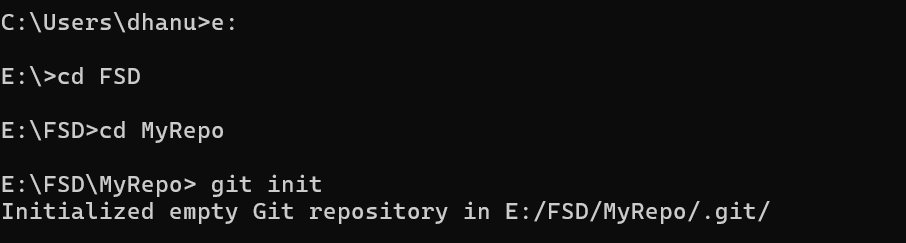 C:\Users\dhanu>e:
E:\>cd FSD
E:\FSD>cd MyRepo
E:\FSD\MyRepo> git init
Initialized empty Git repository in E:/FSD/MyRepo/.git/